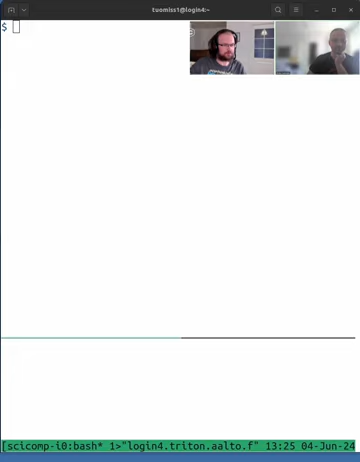 tuomiss1@login4:~
$
[scicomp-i0:bash* 1>"login4.triton.aalto.f" 13:25 04-Jun-24